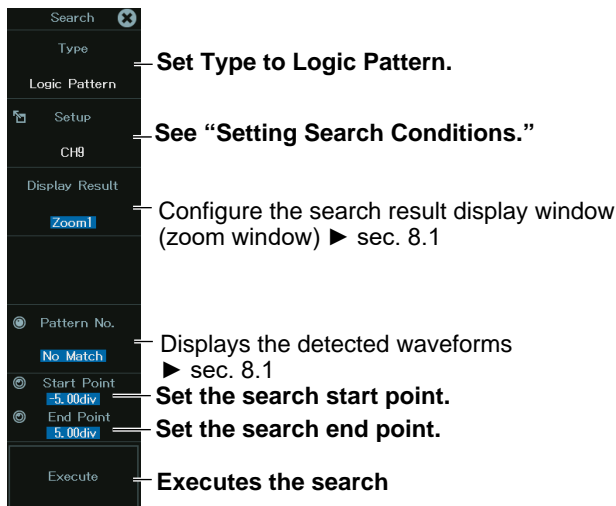 Search
Type
Logic Pattern
Set Type to Logic Pattern.
Setup
CH9
See “Setting Search Conditions.”
Display Result
Zoom1
Configure the search result display window
(zoom window) ► sec. 8.1
Pattern No.
No Match
Displays the detected waveforms
► sec. 8.1
Start Point
-5.00div
Set the search start point.
End Point
5.00div
Set the search end point.
Execute
Executes the search